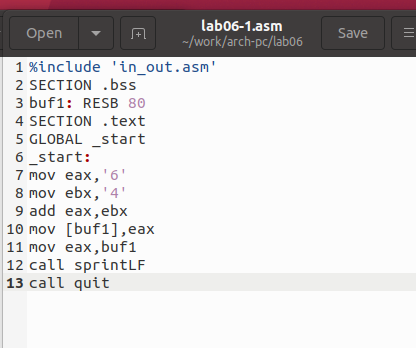 Open
lab06-1.asm
~/work/arch-pc/lab06
Save
1 %include 'in_out.asm'
2 SECTION .bss
3 buf1: RESB 80
4 SECTION .text
5 GLOBAL _start
6 _start:
7 mov eax,'6'
8 mov ebx,'4'
9 add eax,ebx
10 mov [buf1],eax
11 mov eax,buf1
12 call sprintLF
13 call quit